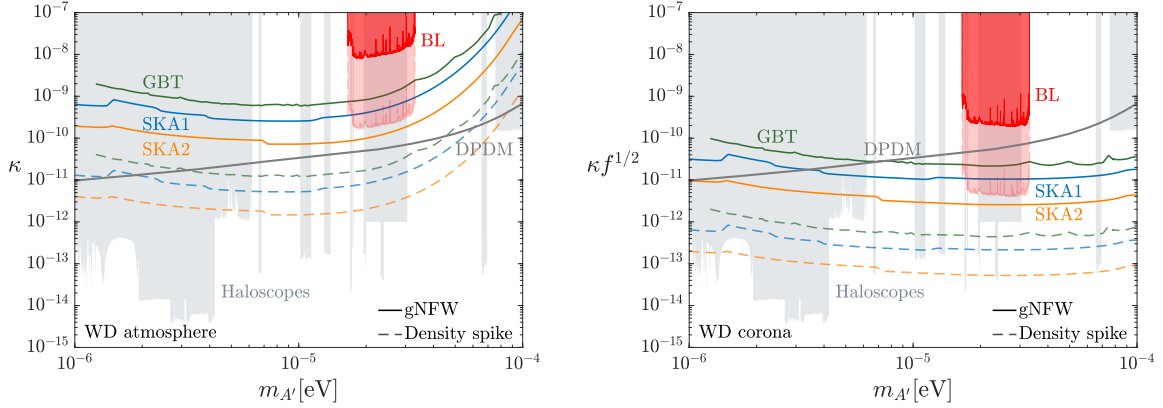 10^-7
10^-8
10^-9
10^-10
10^-11
10^-12
10^-13
10^-14
10^-15
κ
GBT
SKA1
SKA2
BL
DPDM
Haloscopes
gNFW
Density spike
WD atmosphere
10^-6
10^-5
10^-4
m_A' [eV]
10^-7
10^-8
10^-9
10^-10
10^-11
10^-12
10^-13
10^-14
10^-15
κf^1/2
BL
GBT
DPDM
SKA1
SKA2
Haloscopes
gNFW
Density spike
WD corona
10^-6
10^-5
10^-4
m_A' [eV]